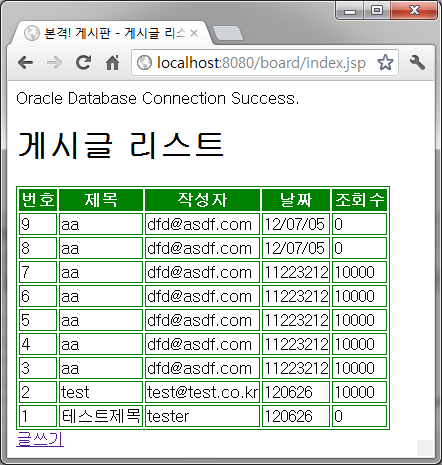 본격! 게시판 - 게시글 리스
localhost:8080/board/index.jsp
Oracle Database Connection Success.
게시글 리스트
번호 제목 작성자 날짜 조회수
9 aa dfd@asdf.com 12/07/05 0
8 aa dfd@asdf.com 12/07/05 0
7 aa dfd@asdf.com 11223212 10000
6 aa dfd@asdf.com 11223212 10000
5 aa dfd@asdf.com 11223212 10000
4 aa dfd@asdf.com 11223212 10000
3 aa dfd@asdf.com 11223212 10000
2 test test@test.co.kr 120626 10000
1 테스트제목 tester 120626 0
글쓰기